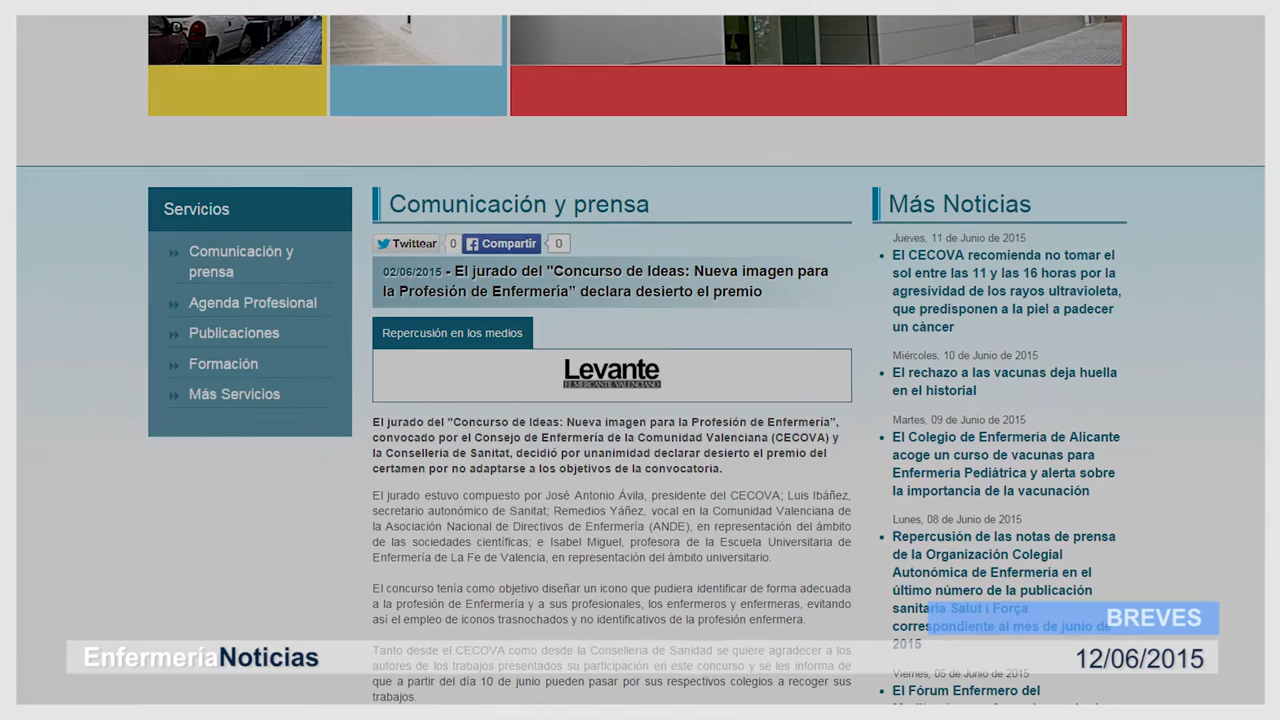 Servicios
Comunicación y
prensa
Agenda Profesional
Publicaciones
Formación
Más Servicios
Comunicación y prensa
Twittear 0 Compartir 0
02/06/2015 - El jurado del "Concurso de Ideas: Nueva imagen para
la Profesión de Enfermería” declara desierto el premio
Repercusión en los medios
Levante
EL MERCANTIL VALENCIANO
El jurado del "Concurso de Ideas: Nueva imagen para la Profesión de Enfermería”,
convocado por el Consejo de Enfermería de la Comunidad Valenciana (CECOVA) y
la Conselleria de Sanitat, decidió por unanimidad declarar desierto el premio del
certamen por no adaptarse a los objetivos de la convocatoria.
El jurado estuvo compuesto por José Antonio Ávila, presidente del CECOVA; Luis Ibáñez,
secretario autonómico de Sanitat; Remedios Yáñez, vocal en la Comunidad Valenciana de
la Asociación Nacional de Directivos de Enfermería (ANDE), en representación del ámbito
de las sociedades científicas; e Isabel Miguel, profesora de la Escuela Universitaria de
Enfermería de La Fe de Valencia, en representación del ámbito universitario.
El concurso tenía como objetivo diseñar un icono que pudiera identificar de forma adecuada
a la profesión de Enfermería y a sus profesionales, los enfermeros y enfermeras, evitando
así el empleo de iconos trasnochados y no identificativos de la profesión enfermera.
Tanto desde el CECOVA como desde la Conselleria de Sanidad se quiere agradecer a los
autores de los trabajos presentados su participación en este concurso y se les informa de
que a partir del día 10 de junio pueden pasar por sus respectivos colegios a recoger sus
trabajos.
Más Noticias
Jueves, 11 de Junio de 2015
El CECOVA recomienda no tomar el
sol entre las 11 y las 16 horas por la
agresividad de los rayos ultravioleta,
que predisponen a la piel a padecer
un cáncer
Miércoles, 10 de Junio de 2015
El rechazo a las vacunas deja huella
en el historial
Martes, 09 de Junio de 2015
El Colegio de Enfermería de Alicante
acoge un curso de vacunas para
Enfermería Pediátrica y alerta sobre
la importancia de la vacunación
Lunes, 08 de Junio de 2015
Repercusión de las notas de prensa
de la Organización Colegial
Autonómica de Enfermería en el
último número de la publicación
sanitaria Salut i Força
correspondiente al mes de junio de
2015
Viernes, 05 de Junio de 2015
El Fórum Enfermero del
BREVES
EnfermeríaNoticias
12/06/2015